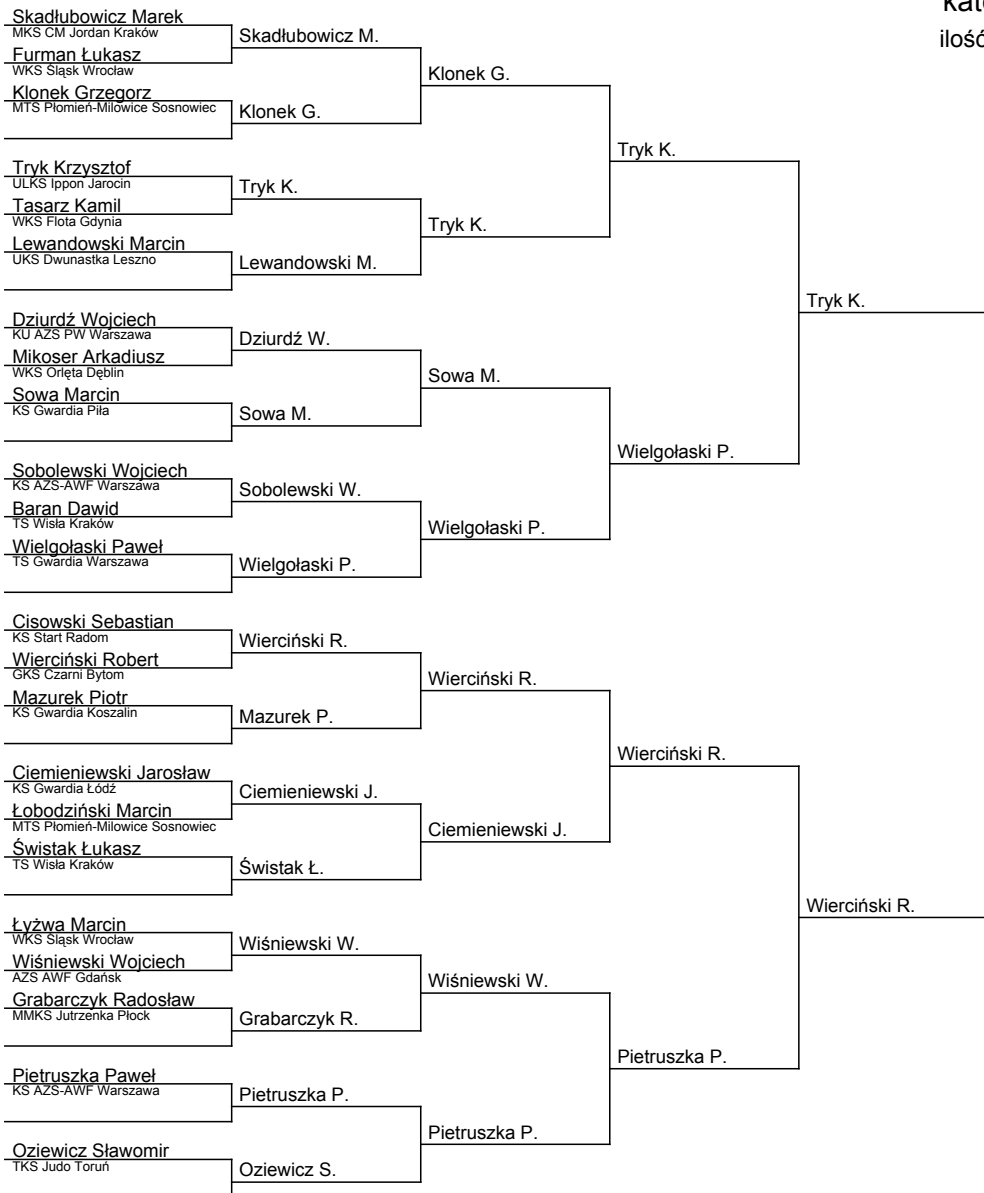 kate
ilość
Skadłubowicz Marek
MKS CM Jordan Kraków
Furman Łukasz
WKS Śląsk Wrocław
Klonek Grzegorz
MTS Płomień-Milowice Sosnowiec
Tryk Krzysztof
ULKS Ippon Jarocin
Tasarz Kamil
WKS Flota Gdynia
Lewandowski Marcin
UKS Dwunastka Leszno
Dziurdź Wojciech
KU AZS PW Warszawa
Mikoser Arkadiusz
WKS Orlęta Dęblin
Sowa Marcin
KS Gwardia Piła
Sobolewski Wojciech
KS AZS-AWF Warszawa
Baran Dawid
TS Wisła Kraków
Wielgołaski Paweł
TS Gwardia Warszawa
Cisowski Sebastian
KS Start Radom
Wierciński Robert
GKS Czarni Bytom
Mazurek Piotr
KS Gwardia Koszalin
Ciemieniewski Jarosław
KS Gwardia Łódź
Łobodziński Marcin
MTS Płomień-Milowice Sosnowiec
Świstak Łukasz
TS Wisła Kraków
Łyżwa Marcin
WKS Śląsk Wrocław
Wiśniewski Wojciech
AZS AWF Gdańsk
Grabarczyk Radosław
MMKS Jutrzenka Płock
Pietruszka Paweł
KS AZS-AWF Warszawa
Oziewicz Sławomir
TKS Judo Toruń
Skadłubowicz M.
Klonek G.
Tryk K.
Lewandowski M.
Dziurdź W.
Sowa M.
Sobolewski W.
Wielgołaski P.
Wierciński R.
Mazurek P.
Ciemieniewski J.
Świstak Ł.
Wiśniewski W.
Grabarczyk R.
Pietruszka P.
Oziewicz S.
Klonek G.
Tryk K.
Sowa M.
Wielgołaski P.
Wierciński R.
Ciemieniewski J.
Wiśniewski W.
Pietruszka P.
Tryk K.
Wielgołaski P.
Wierciński R.
Pietruszka P.
Tryk K.
Wierciński R.